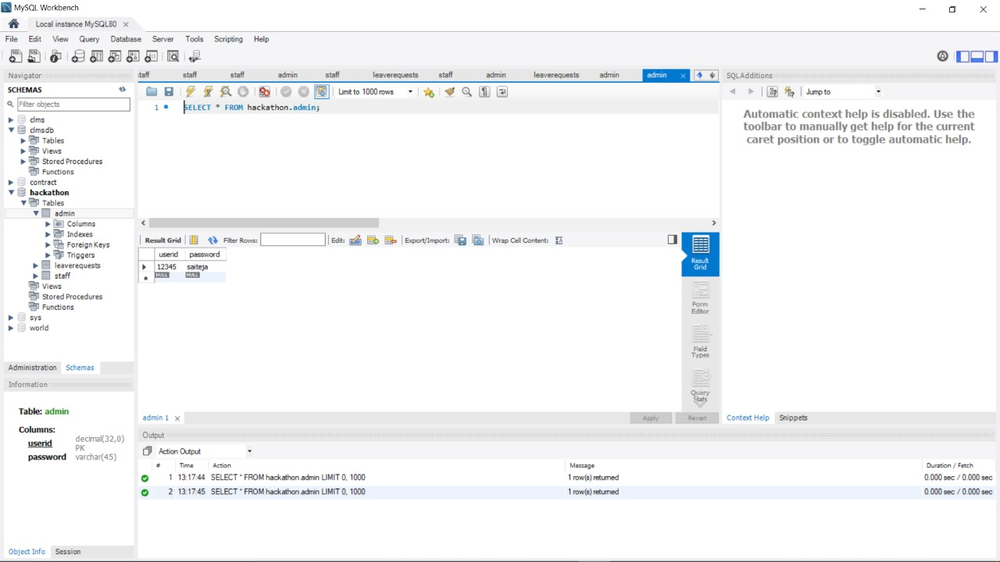 MySQL Workbench
Local instance MySQL80
File Edit View Query Database Server Tools Scripting Help
Navigator
SCHEMAS
Filter objects
clms
clmsdb
Tables
Views
Stored Procedures
Functions
contract
hackathon
Tables
admin
Columns
Indexes
Foreign Keys
Triggers
leaverequests
staff
Views
Stored Procedures
Functions
sys
world
Administration Schemas
Information
Table: admin
Columns:
userid decimal(32,0) PK
password varchar(45)
Object Info Session
taff staff staff admin staff leaverequests staff admin leaverequests admin admin
Limit to 1000 rows
1 SELECT * FROM hackathon.admin;
Result Grid Filter Rows: Edit: Export/Import: Wrap Cell Content:
userid password
12345 saiteja
NULL NULL
Result Grid
Form Editor
Field Types
Query Stats
admin 1 Apply Revert
Output
Action Output
# Time Action Message Duration / Fetch
1 13:17:44 SELECT * FROM hackathon.admin LIMIT 0, 1000 1 row(s) returned 0.000 sec / 0.000 sec
2 13:17:45 SELECT * FROM hackathon.admin LIMIT 0, 1000 1 row(s) returned 0.000 sec / 0.000 sec
SQLAdditions
Jump to
Automatic context help is disabled. Use the
toolbar to manually get help for the current
caret position or to toggle automatic help.
Context Help Snippets